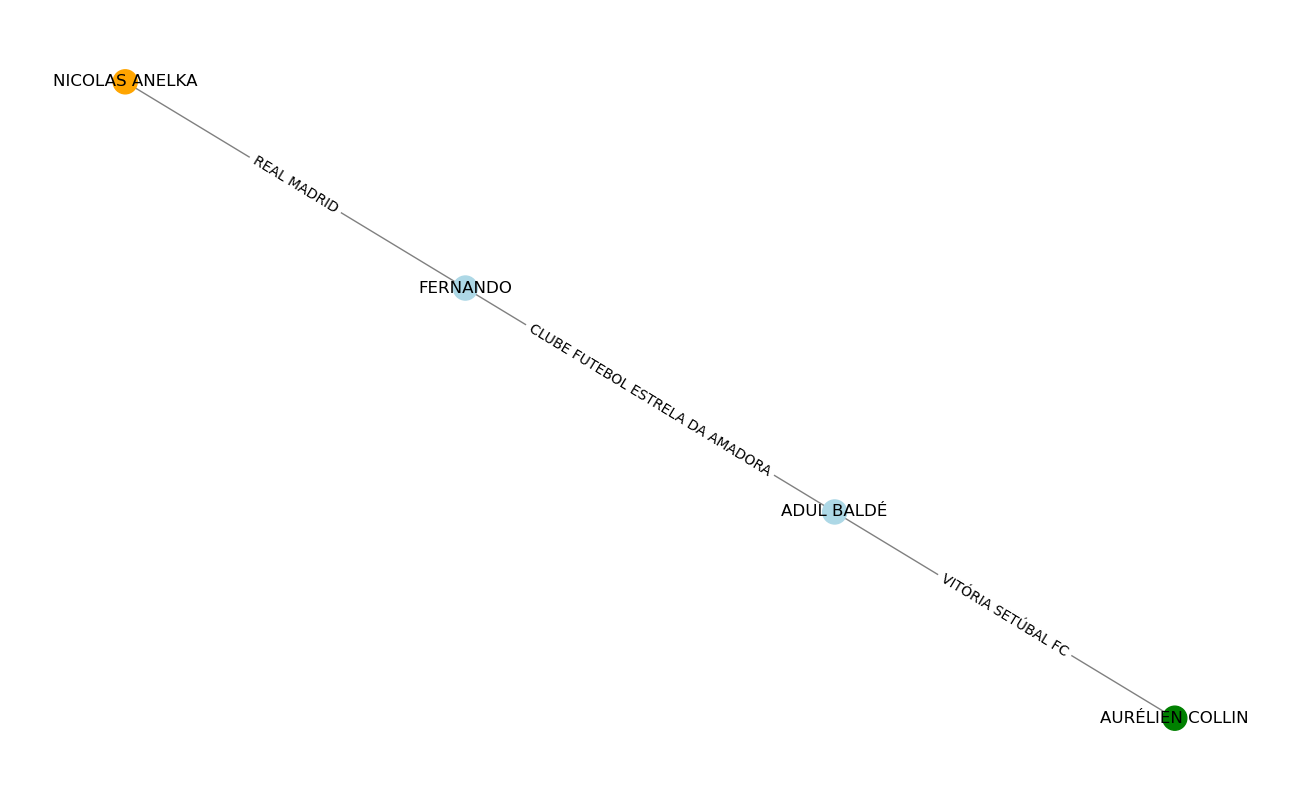 NICOLAS ANELKA
REAL MADRID
FERNANDO
CLUBE FUTEBOL ESTRELA DA AMADORA
ADUL BALDÉ
VITÓRIA SETÚBAL FC
AURÉLIEN COLLIN